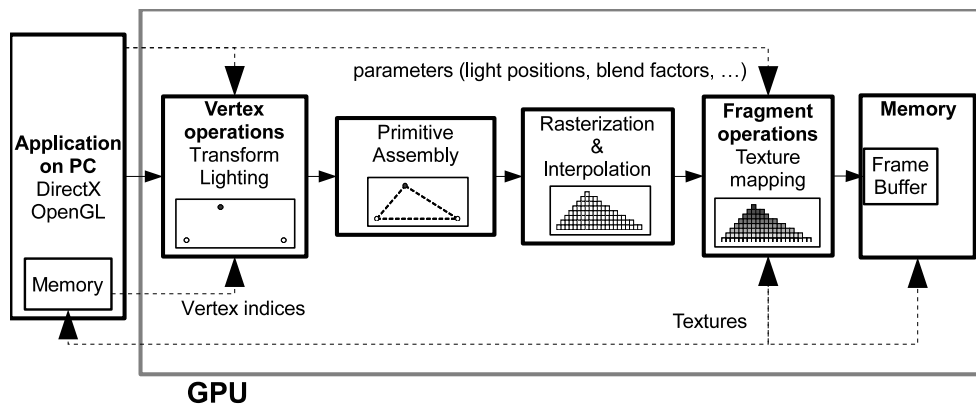 parameters (light positions, blend factors, …)
Application
on PC
DirectX
OpenGL
Memory
Vertex
operations
Transform
Lighting
Vertex indices
Primitive
Assembly
Rasterization
&
Interpolation
Fragment
operations
Texture
mapping
Textures
Memory
Frame
Buffer
GPU